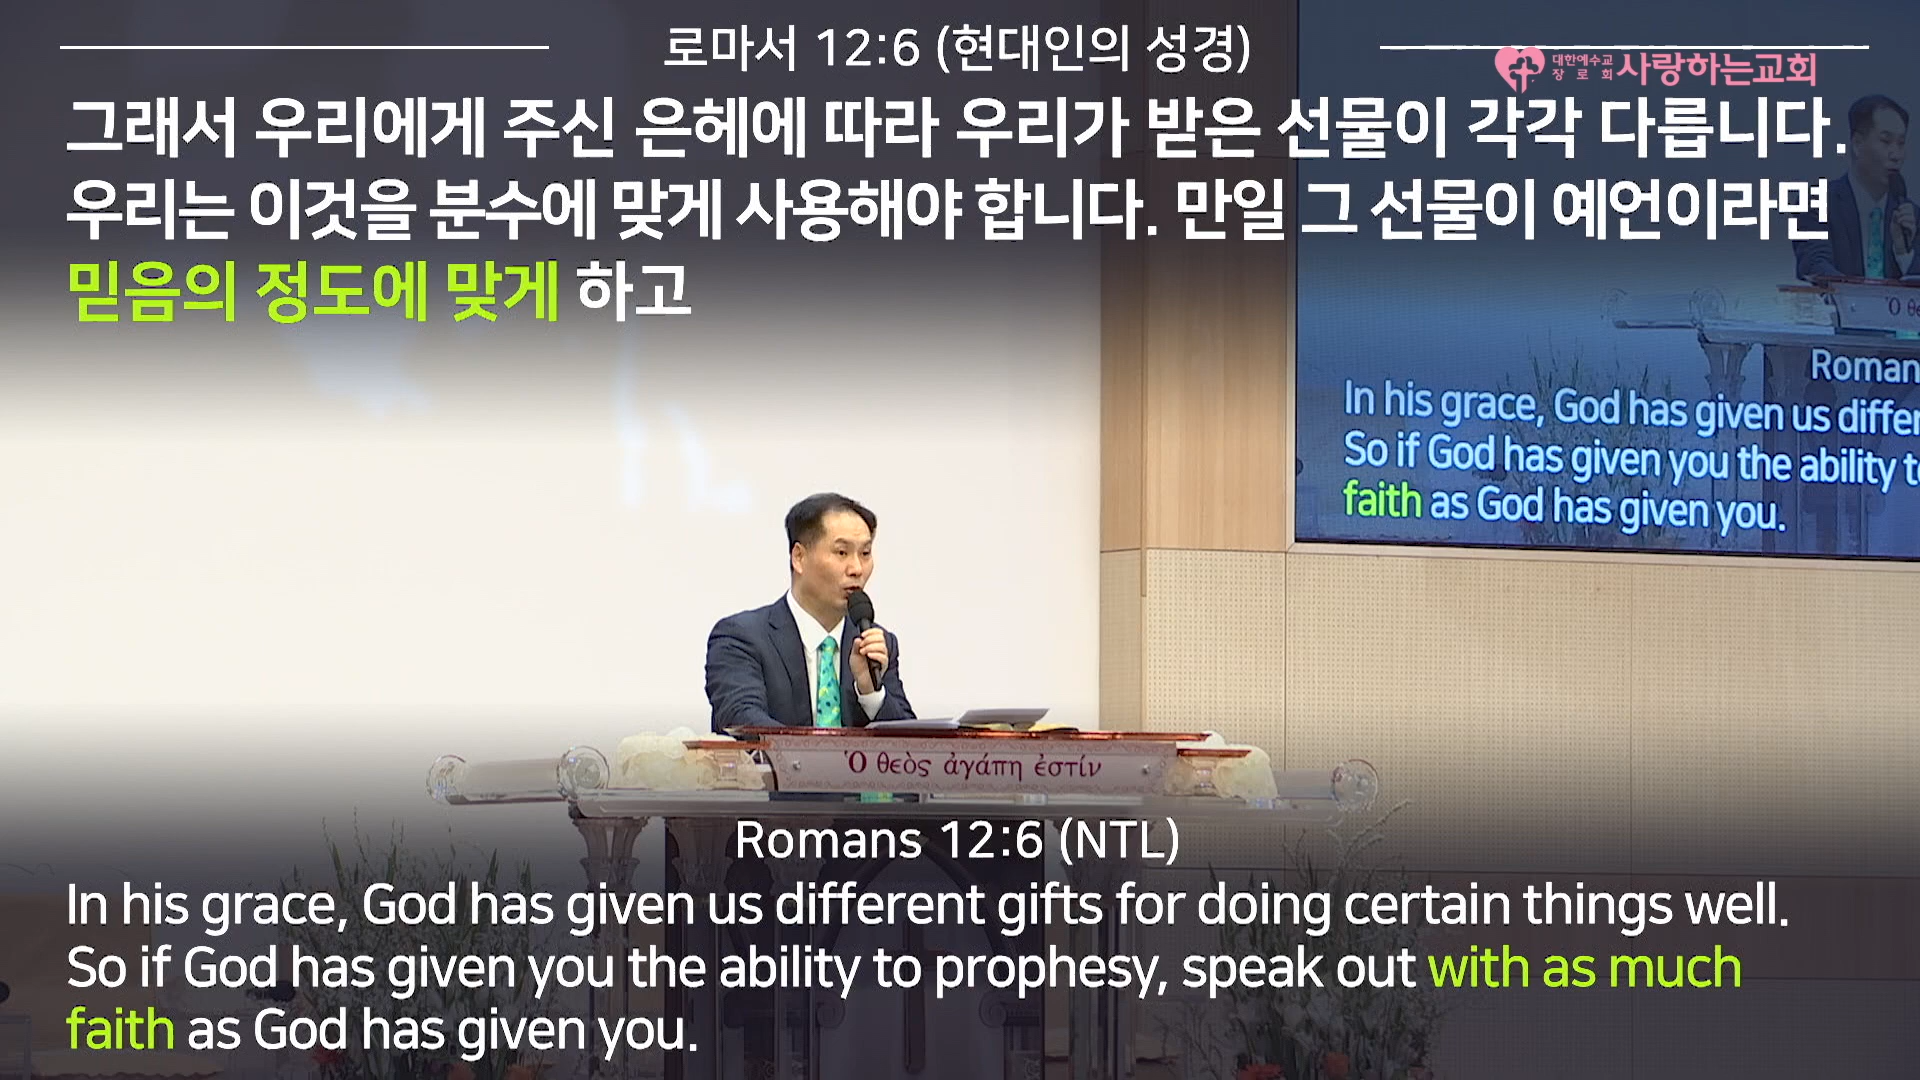 로마서 12:6 (현대인의 성경)
대한예수교
장로회
사랑하는교회
그래서 우리에게 주신 은혜에 따라 우리가 받은 선물이 각각 다릅니다.
우리는 이것을 분수에 맞게 사용해야 합니다. 만일 그 선물이 예언이라면
믿음의 정도에 맞게 하고
Ὁ θε
Roman
In his grace, God has given us differ
So if God has given you the ability to
faith as God has given you.
Ὁ θεὸς ἀγάπη ἐστίν
Romans 12:6 (NTL)
In his grace, God has given us different gifts for doing certain things well.
So if God has given you the ability to prophesy, speak out with as much
faith as God has given you.